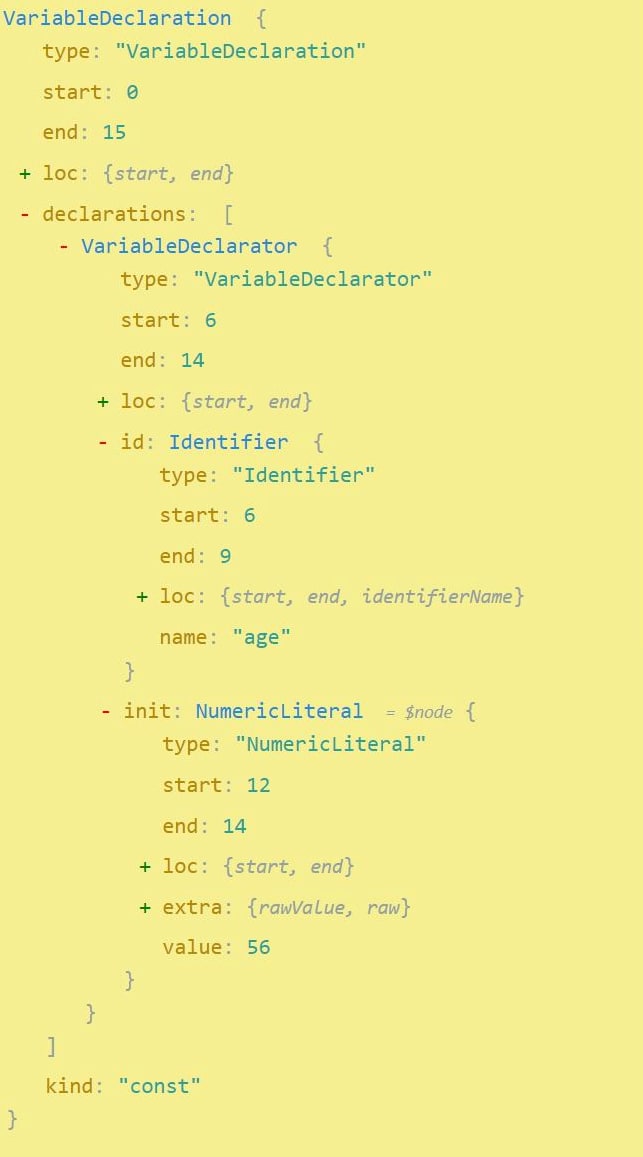 VariableDeclaration {
type: "VariableDeclaration"
start: 0
end: 15
+ loc: {start, end}
- declarations: [
- VariableDeclarator {
type: "VariableDeclarator"
start: 6
end: 14
+ loc: {start, end}
- id: Identifier {
type: "Identifier"
start: 6
end: 9
+ loc: {start, end, identifierName}
name: "age"
}
- init: NumericLiteral = $node {
type: "NumericLiteral"
start: 12
end: 14
+ loc: {start, end}
+ extra: {rawValue, raw}
value: 56
}
}
]
kind: "const"
}